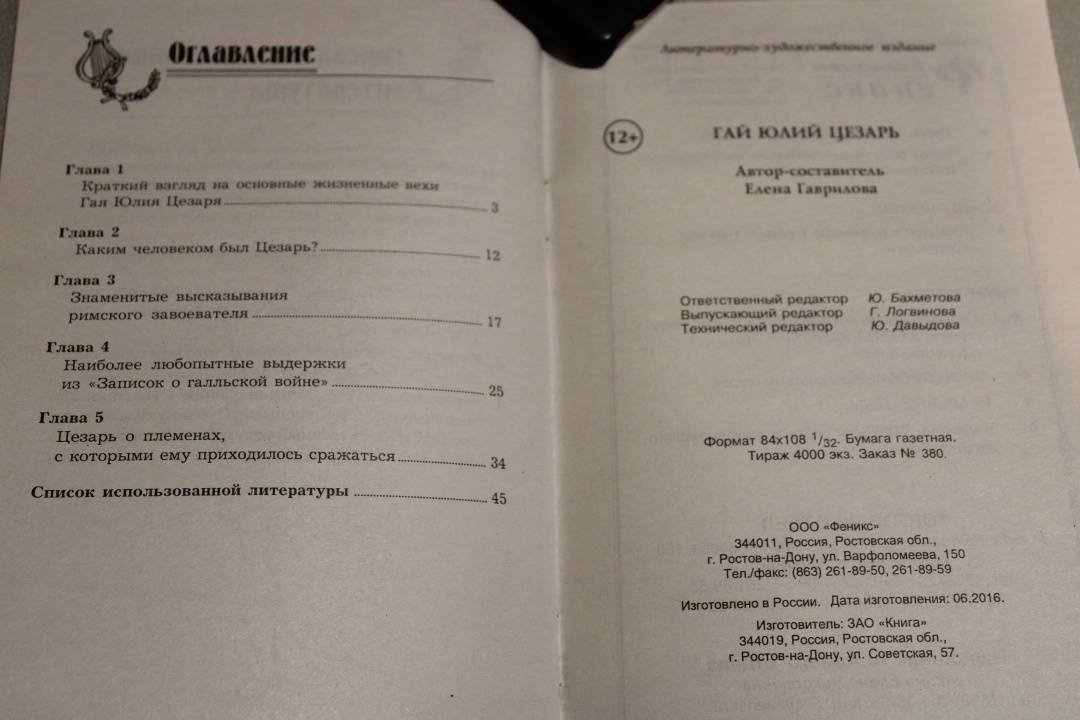 Оглавление
Глава 1
Краткий взгляд на основные жизненные вехи
Гая Юлия Цезаря 3
Глава 2
Каким человеком был Цезарь? 12
Глава 3
Знаменитые высказывания
римского завоевателя 17
Глава 4
Наиболее любопытные выдержки
из «Записок о галльской войне» 25
Глава 5
Цезарь о племенах,
с которыми ему приходилось сражаться 34
Список использованной литературы 45
Литературно-художественное издание
12+
ГАЙ ЮЛИЙ ЦЕЗАРЬ
Автор-составитель
Елена Гаврилова
Ответственный редактор Ю. Бахметова
Выпускающий редактор Г. Логвинова
Технический редактор Ю. Давыдова
Формат 84х108 1/32. Бумага газетная.
Тираж 4000 экз. Заказ № 380.
ООО «Феникс»
344011, Россия, Ростовская обл.,
г. Ростов-на-Дону, ул. Варфоломеева, 150
Тел./факс: (863) 261-89-50, 261-89-59
Изготовлено в России. Дата изготовления: 06.2016.
Изготовитель: ЗАО «Книга»
344019, Россия, Ростовская обл.,
г. Ростов-на-Дону, ул. Советская, 57.